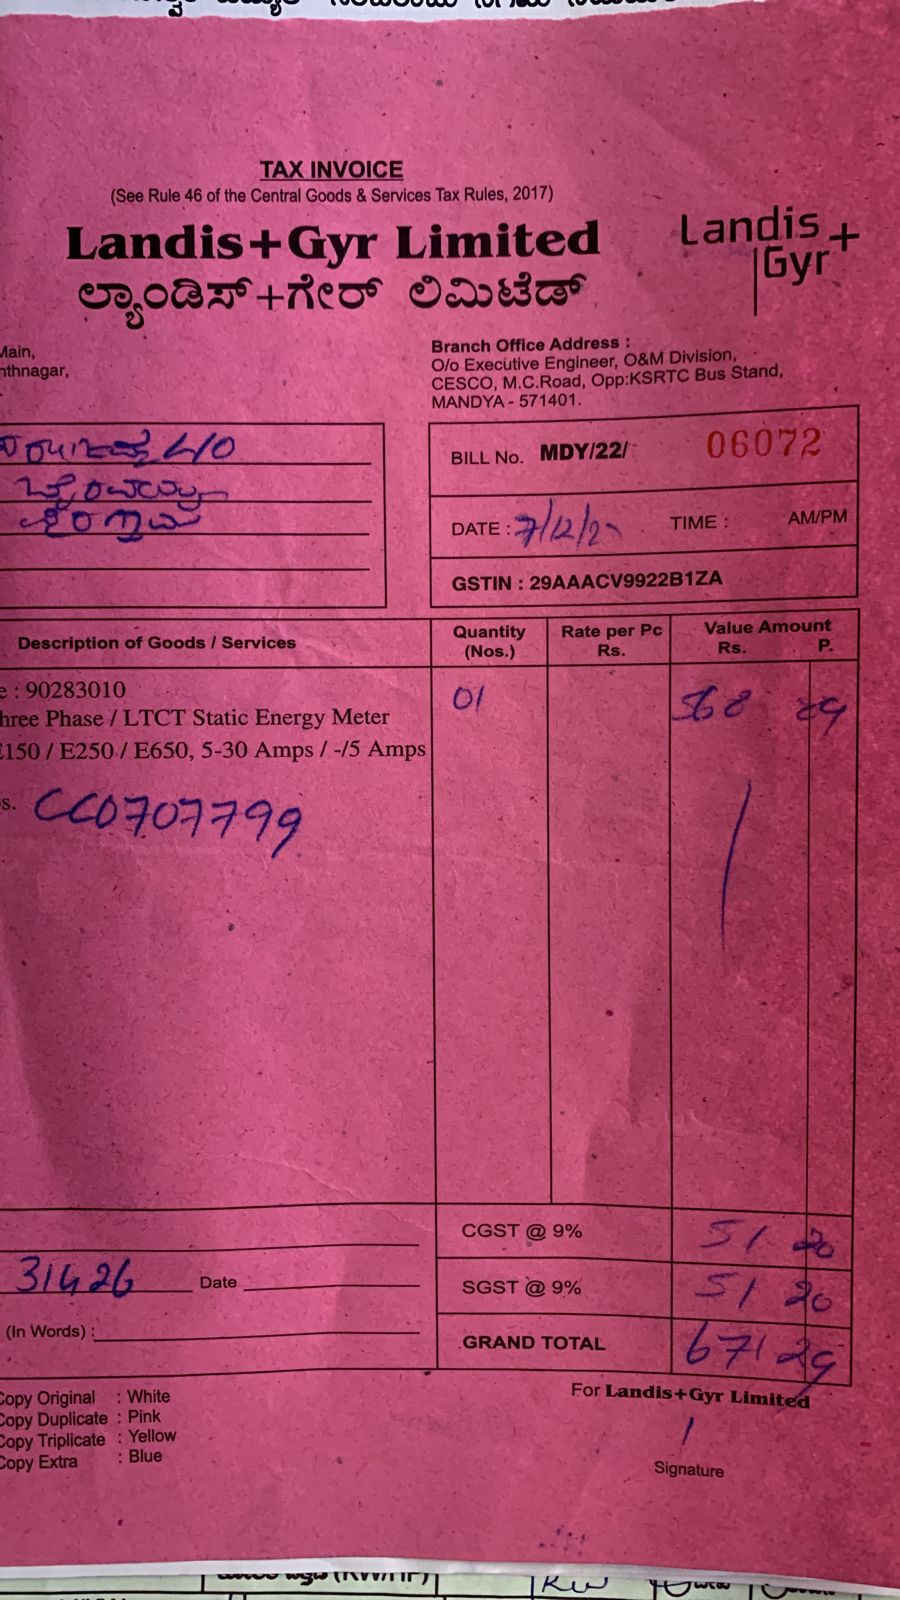 TAX INVOICE
(See Rule 46 of the Central Goods & Services Tax Rules, 2017)
Landis+Gyr Limited
ಲ್ಯಾಂಡಿಸ್+ಗೇರ್ ಲಿಮಿಟೆಡ್
Landis+
Gyr
Main,
nthnagar,
Branch Office Address :
O/o Executive Engineer, O&M Division,
CESCO, M.C.Road, Opp:KSRTC Bus Stand,
MANDYA - 571401.
BILL No. MDY/22/ 06072
DATE : 7/12/2 TIME : AM/PM
GSTIN : 29AAACV9922B1ZA
Description of Goods / Services
Quantity
(Nos.)
Rate per Pc
Rs.
Value Amount
Rs. P.
e : 90283010 01 568 89
hree Phase / LTCT Static Energy Meter
E150 / E250 / E650, 5-30 Amps / -/5 Amps
s. CC0707799
CGST @ 9% 51 20
31426 Date
SGST @ 9% 51 20
(In Words) :
GRAND TOTAL 671 29
Copy Original : White
Copy Duplicate : Pink
Copy Triplicate : Yellow
Copy Extra : Blue
For Landis+Gyr Limited
Signature